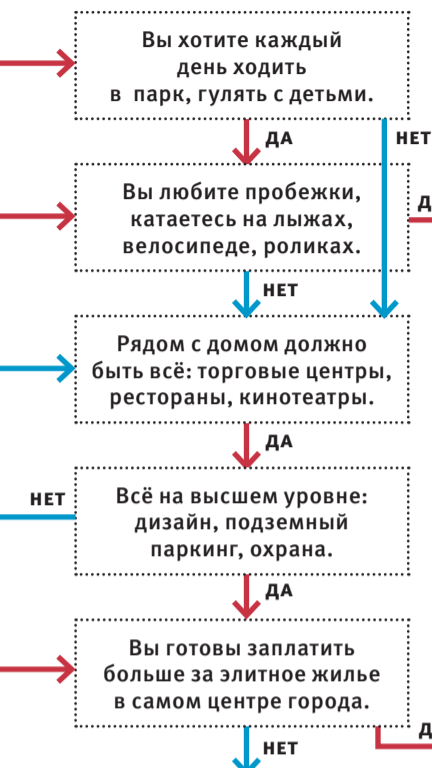 Вы хотите каждый
день ходить
в парк, гулять с детьми.
ДА
НЕТ
Вы любите пробежки,
катаетесь на лыжах,
велосипеде, роликах.
НЕТ
Рядом с домом должно
быть всё: торговые центры,
рестораны, кинотеатры.
ДА
НЕТ
Всё на высшем уровне:
дизайн, подземный
паркинг, охрана.
ДА
Вы готовы заплатить
больше за элитное жилье
в самом центре города.
НЕТ